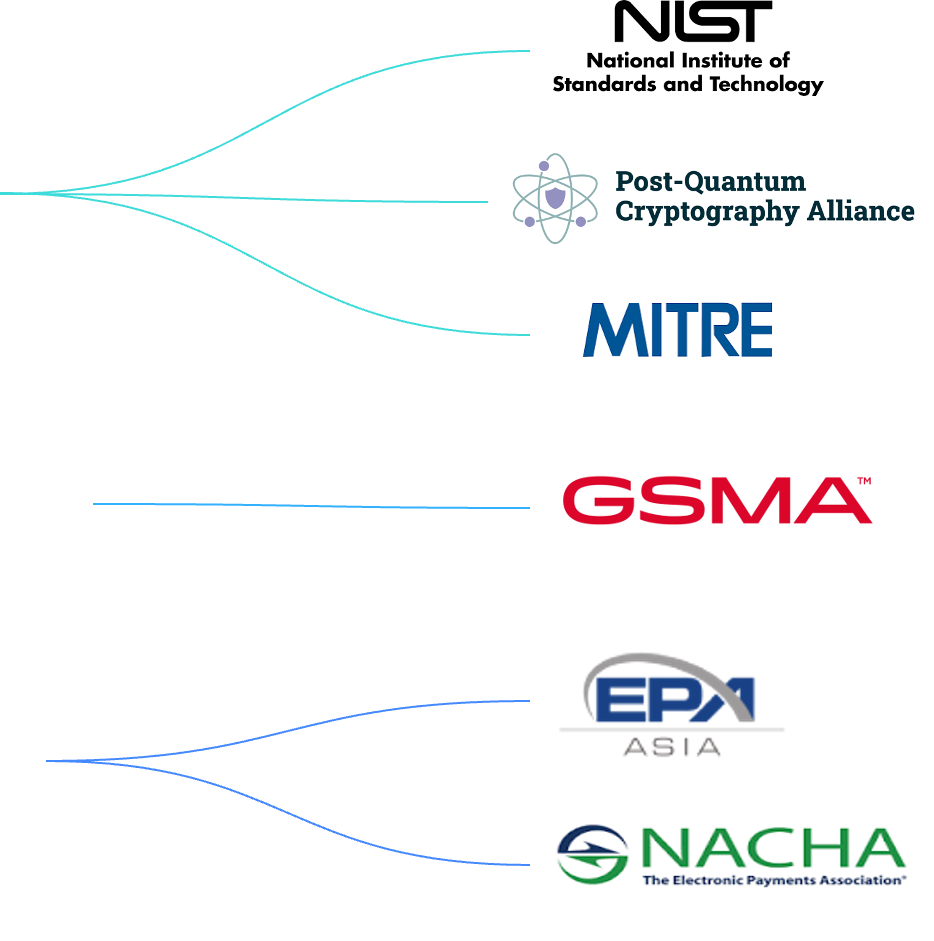 NIST
National Institute of
Standards and Technology
Post-Quantum
Cryptography Alliance
MITRE
GSMA™
EPA
ASIA
NACHA
The Electronic Payments Association®